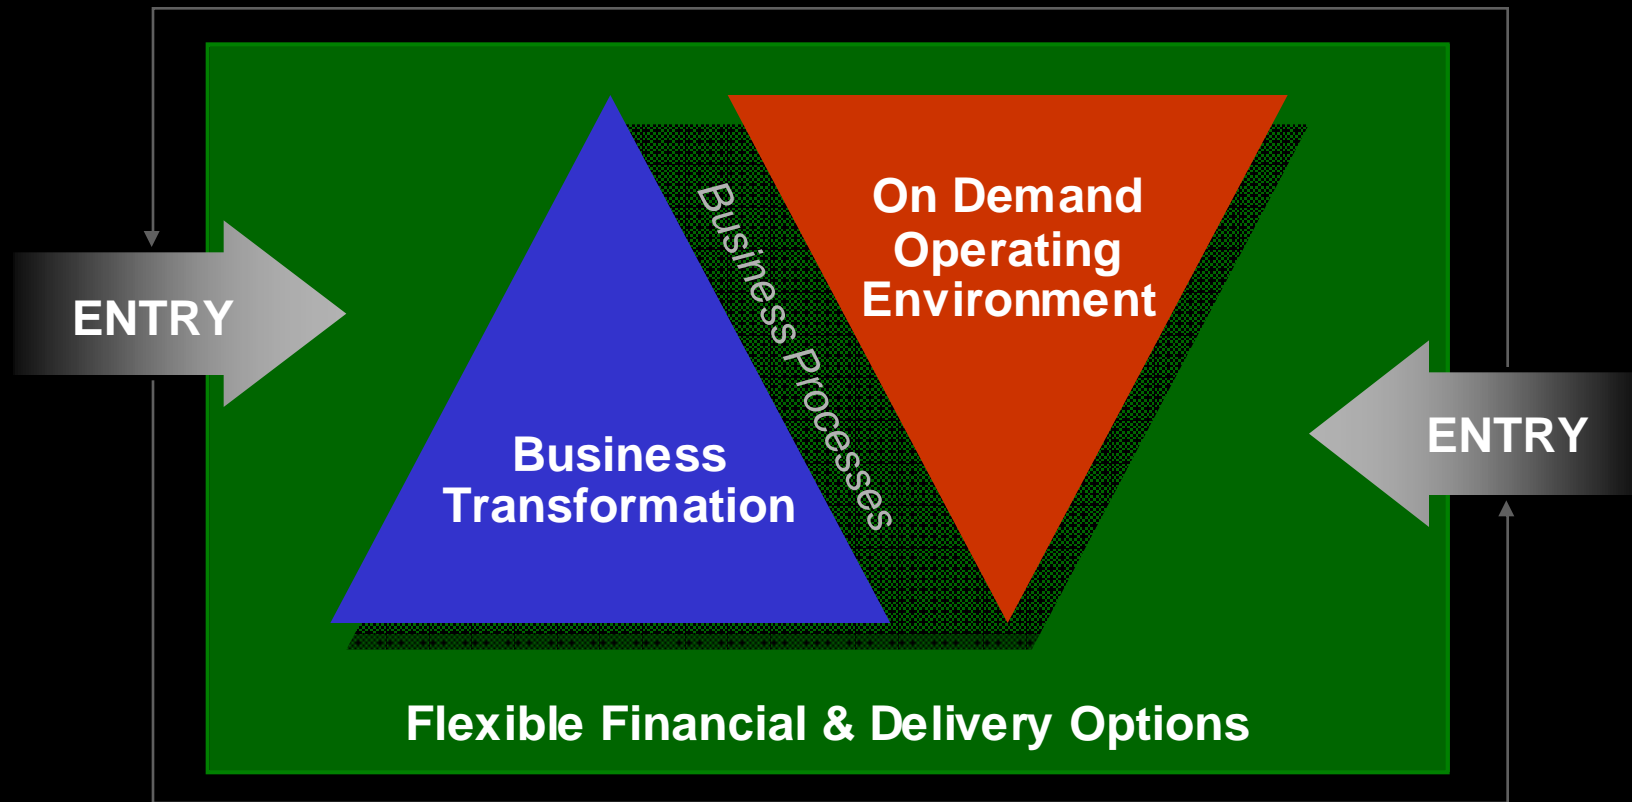 On Demand
Operating
Environment
Business Processes
ENTRY
ENTRY
Business
Transformation
Flexible Financial & Delivery Options